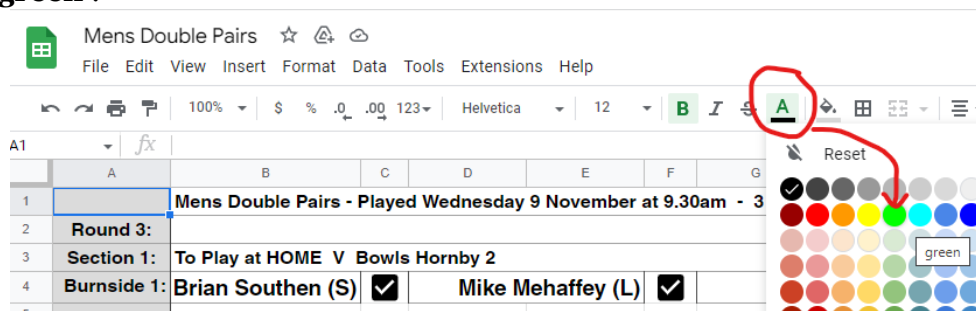 green .
Mens Double Pairs
File Edit View Insert Format Data Tools Extensions Help
100% $ % .0 .00 123 Helvetica 12 B I S A
A1 fx
Reset
A B C D E F G
1 Mens Double Pairs - Played Wednesday 9 November at 9.30am - 3
2 Round 3:
3 Section 1: To Play at HOME V Bowls Hornby 2
green
4 Burnside 1: Brian Southen (S) Mike Mehaffey (L)